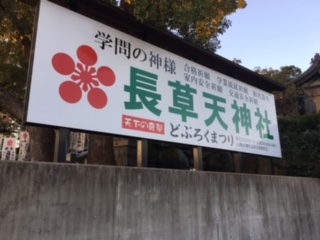 学問の神様
合格祈願 学業成就祈願
家内安全祈願 交通安全祈願
長草天神社
天下の奇祭 どぶろくまつり